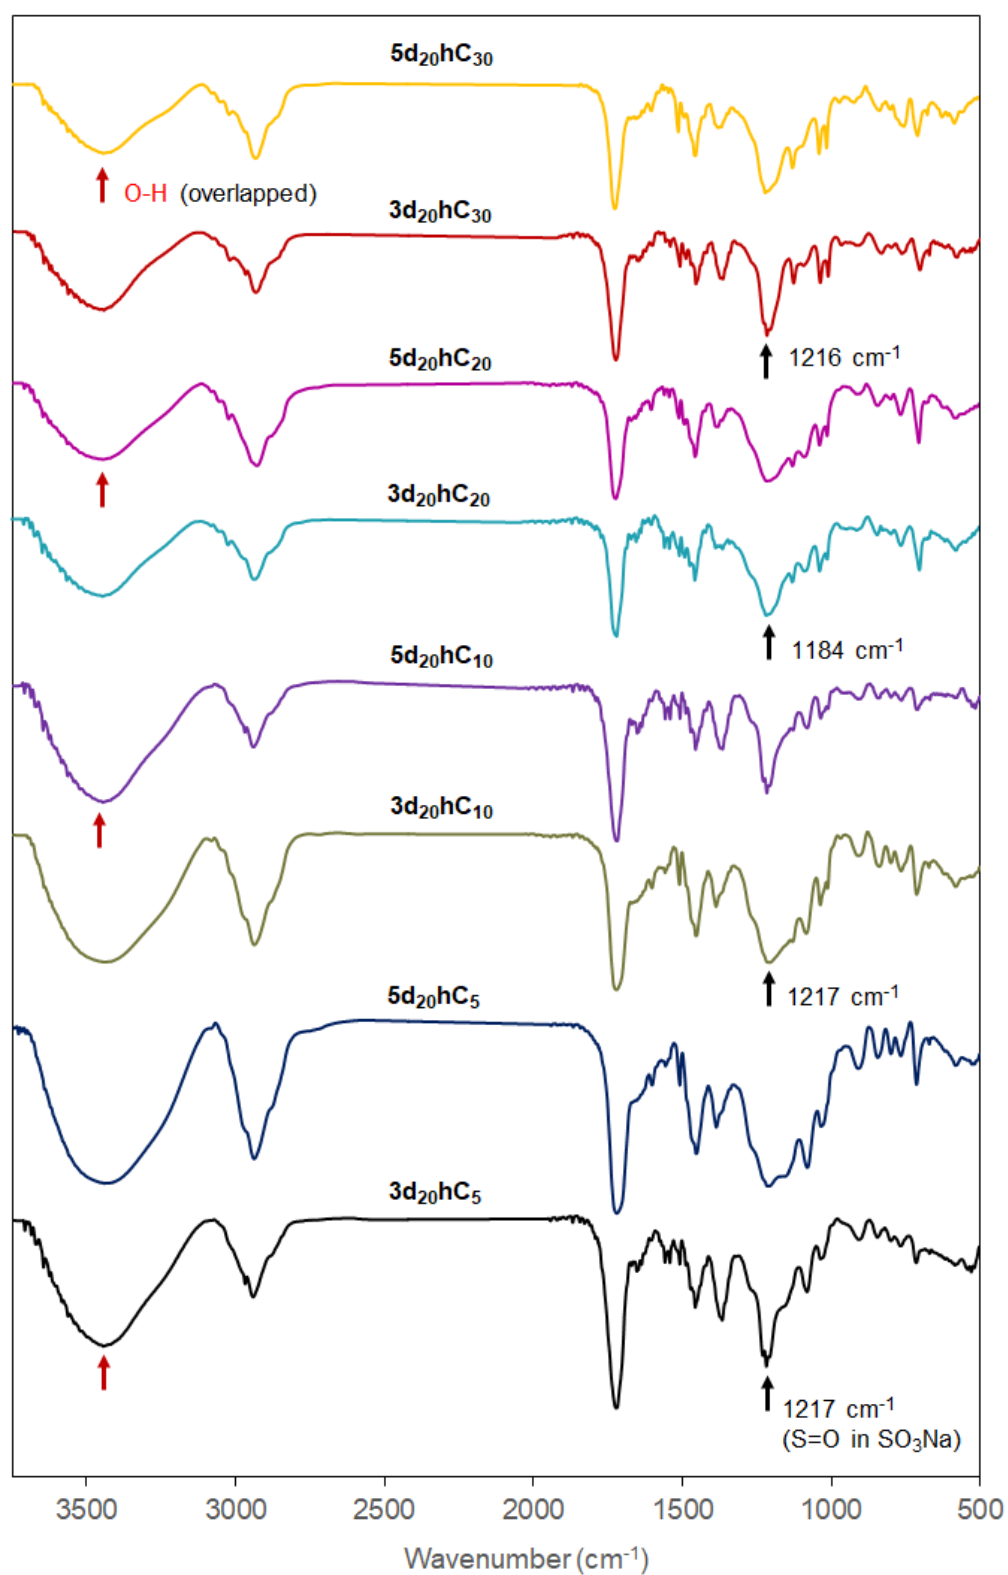 5d₂₀hC₃₀
O-H (overlapped)
3d₂₀hC₃₀
1216 cm⁻¹
5d₂₀hC₂₀
3d₂₀hC₂₀
1184 cm⁻¹
5d₂₀hC₁₀
3d₂₀hC₁₀
1217 cm⁻¹
5d₂₀hC₅
3d₂₀hC₅
1217 cm⁻¹
(S=O in SO₃Na)
3500 3000 2500 2000 1500 1000 500
Wavenumber (cm⁻¹)